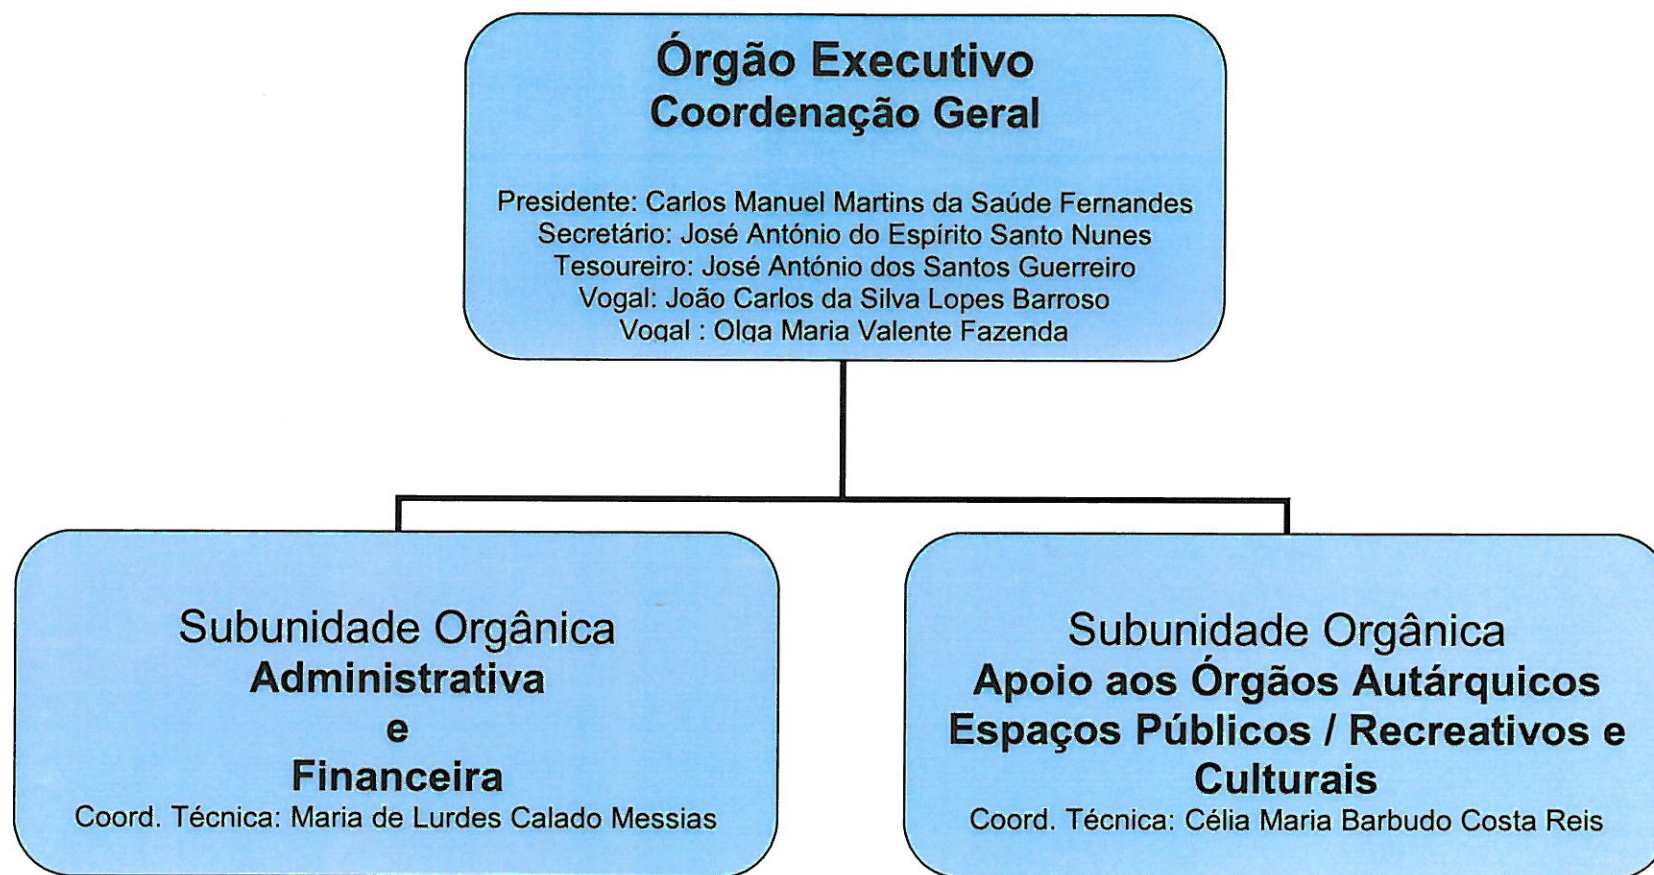 Órgão Executivo
Coordenação Geral
Presidente: Carlos Manuel Martins da Saúde Fernandes
Secretário: José António do Espírito Santo Nunes
Tesoureiro: José António dos Santos Guerreiro
Vogal: João Carlos da Silva Lopes Barroso
Vogal : Olga Maria Valente Fazenda
Subunidade Orgânica
Administrativa
e
Financeira
Coord. Técnica: Maria de Lurdes Calado Messias
Subunidade Orgânica
Apoio aos Órgãos Autárquicos
Espaços Públicos / Recreativos e
Culturais
Coord. Técnica: Célia Maria Barbudo Costa Reis